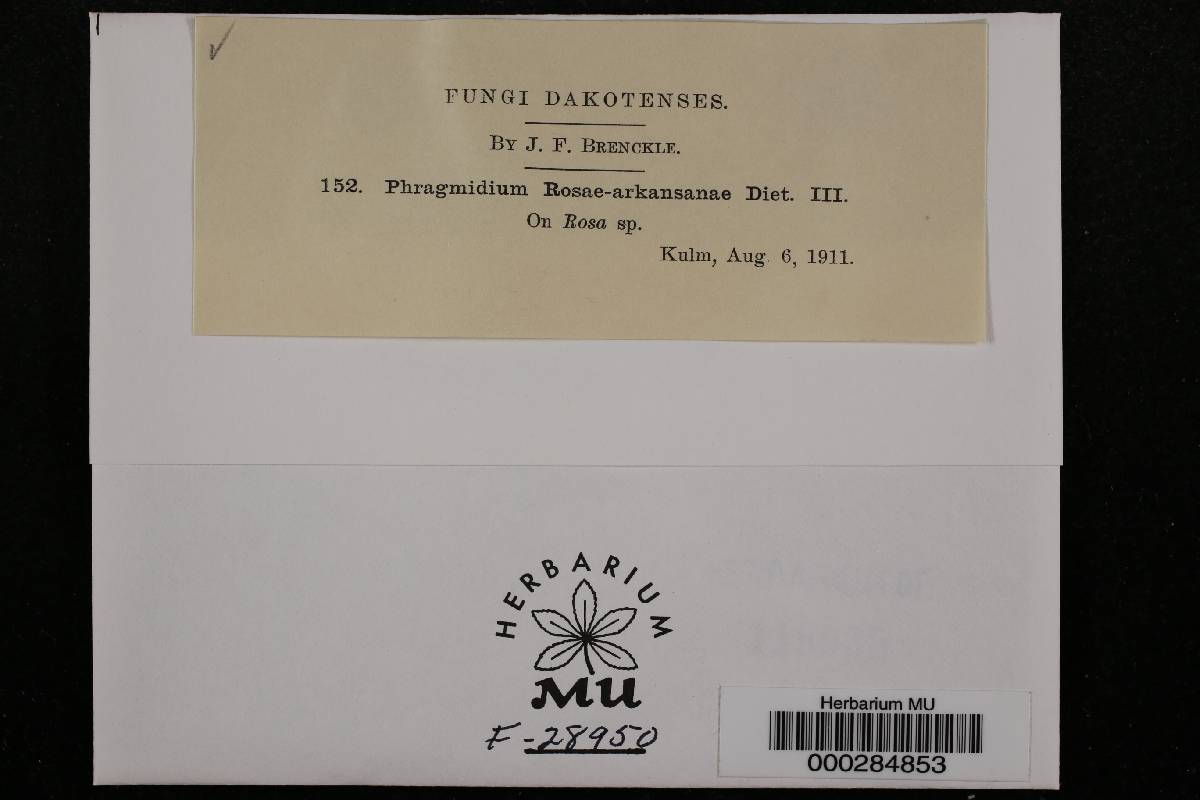 FUNGI DAKOTENSES.
BY J. F. BRENCKLE.
152. Phragmidium Rosae-arkansanae Diet. III.
On Rosa sp.
Kulm, Aug. 6, 1911.
HERBARIUM
MU
F-28950
Herbarium MU
000284853